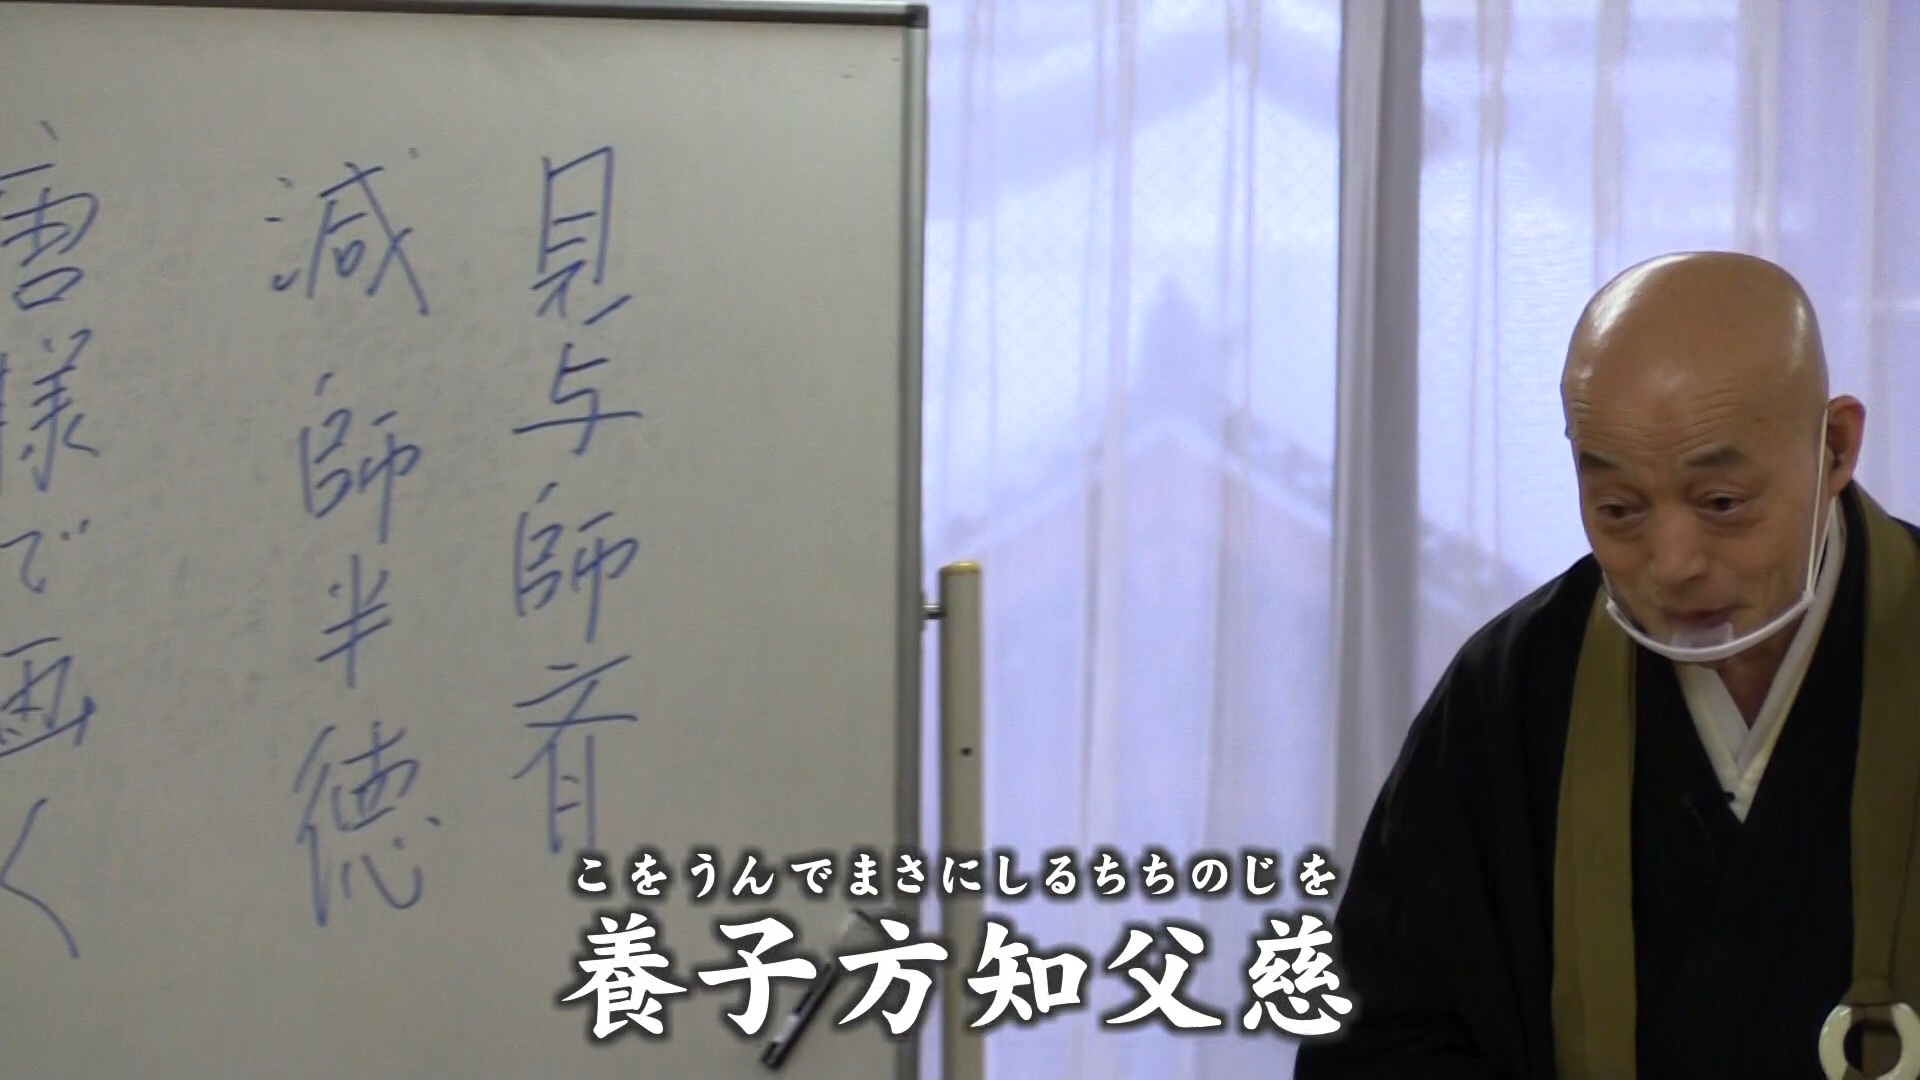 見与師斉
減師半徳
様で画く
こをうんでまさにしるちちのじを
養子方知父慈